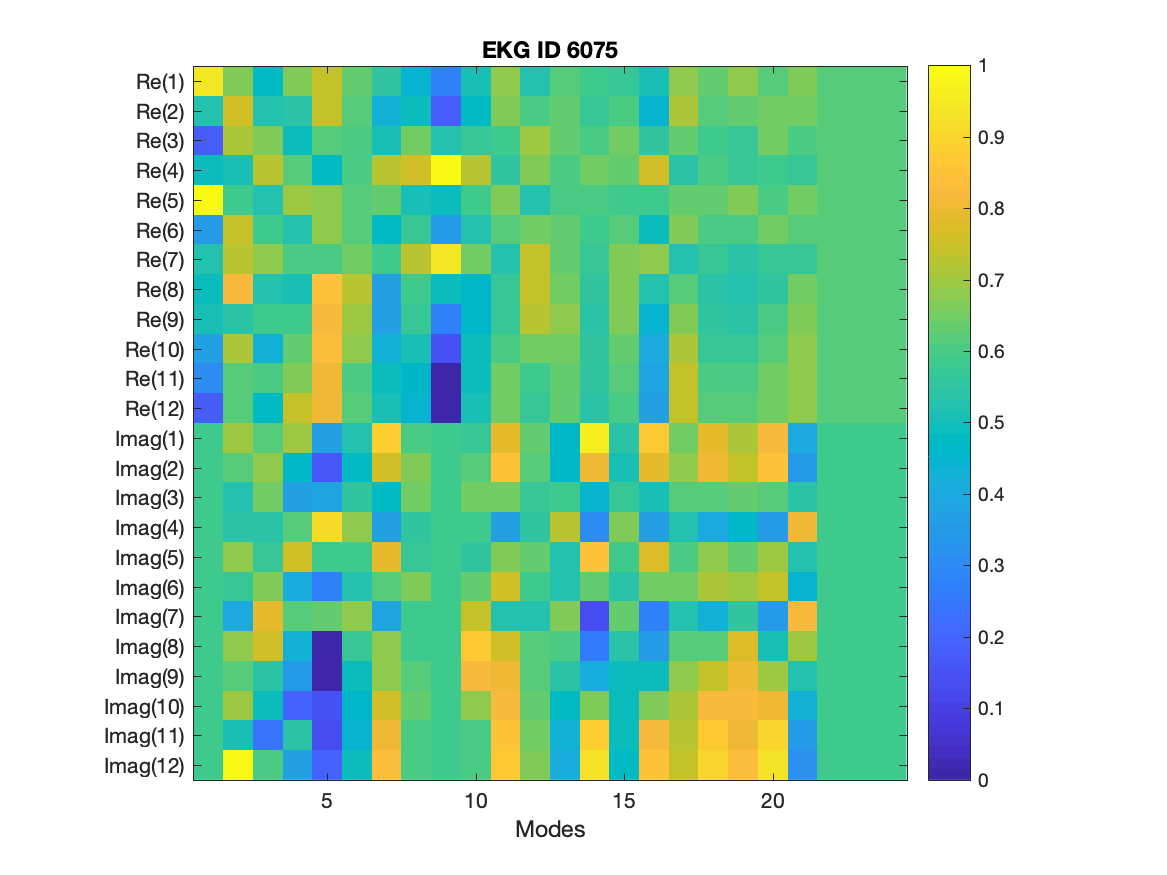 EKG ID 6075
Re(1)
Re(2)
Re(3)
Re(4)
Re(5)
Re(6)
Re(7)
Re(8)
Re(9)
Re(10)
Re(11)
Re(12)
Imag(1)
Imag(2)
Imag(3)
Imag(4)
Imag(5)
Imag(6)
Imag(7)
Imag(8)
Imag(9)
Imag(10)
Imag(11)
Imag(12)
5 10 15 20
Modes
1
0.9
0.8
0.7
0.6
0.5
0.4
0.3
0.2
0.1
0